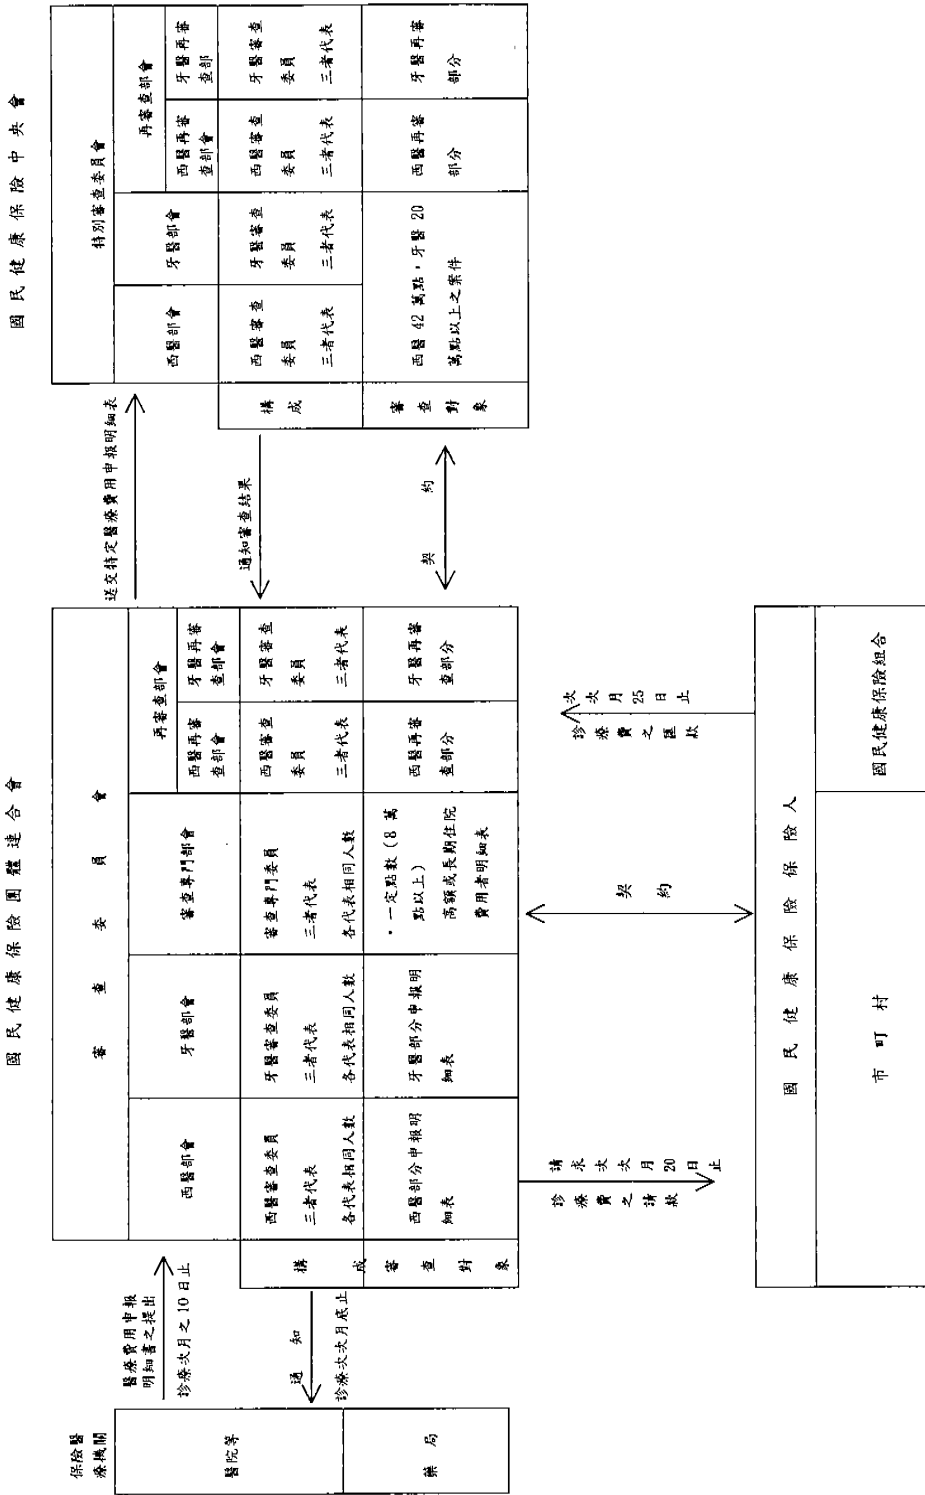 保險醫
療機關
醫院等
藥局
醫療費用申報
明細書之提出
診療次月之10日止
通知
診療次次月底止
國民健康保險團體連合會
審查委員會
西醫部會
牙醫部會
審查專門部會
再審查部會
西醫再審
查部會
牙醫再審
查部會
構成
西醫審查委員
三者代表
各代表相同人數
牙醫審查委員
三者代表
各代表相同人數
審查專門委員
三者代表
各代表相同人數
西醫審查
委員
三者代表
牙醫審查
委員
三者代表
審查對象
西醫部分申報明
細表
牙醫部分申報明
細表
・一定點數(8 萬
點以上)
高額或長期住院
費用者明細表
西醫再審
查部分
牙醫再審
查部分
送交特定醫療費用申報明細表
通知審查結果
契約
國民健康保險中央會
特別審查委員會
西醫部會
牙醫部會
再審查部會
西醫再審
查部會
牙醫再審
查部
構成
西醫審查
委員
三者代表
牙醫審查
委員
三者代表
西醫審查
委員
三者代表
牙醫審查
委員
三者代表
審查對象
西醫 42 萬點,牙醫 20
萬點以上之案件
西醫再審
部分
牙醫再審
部分
請求次次月20日止
診療費之請款
契約
次次月25日止
診療費之匯款
國民健康保險保險人
市町村
國民健康保險組合